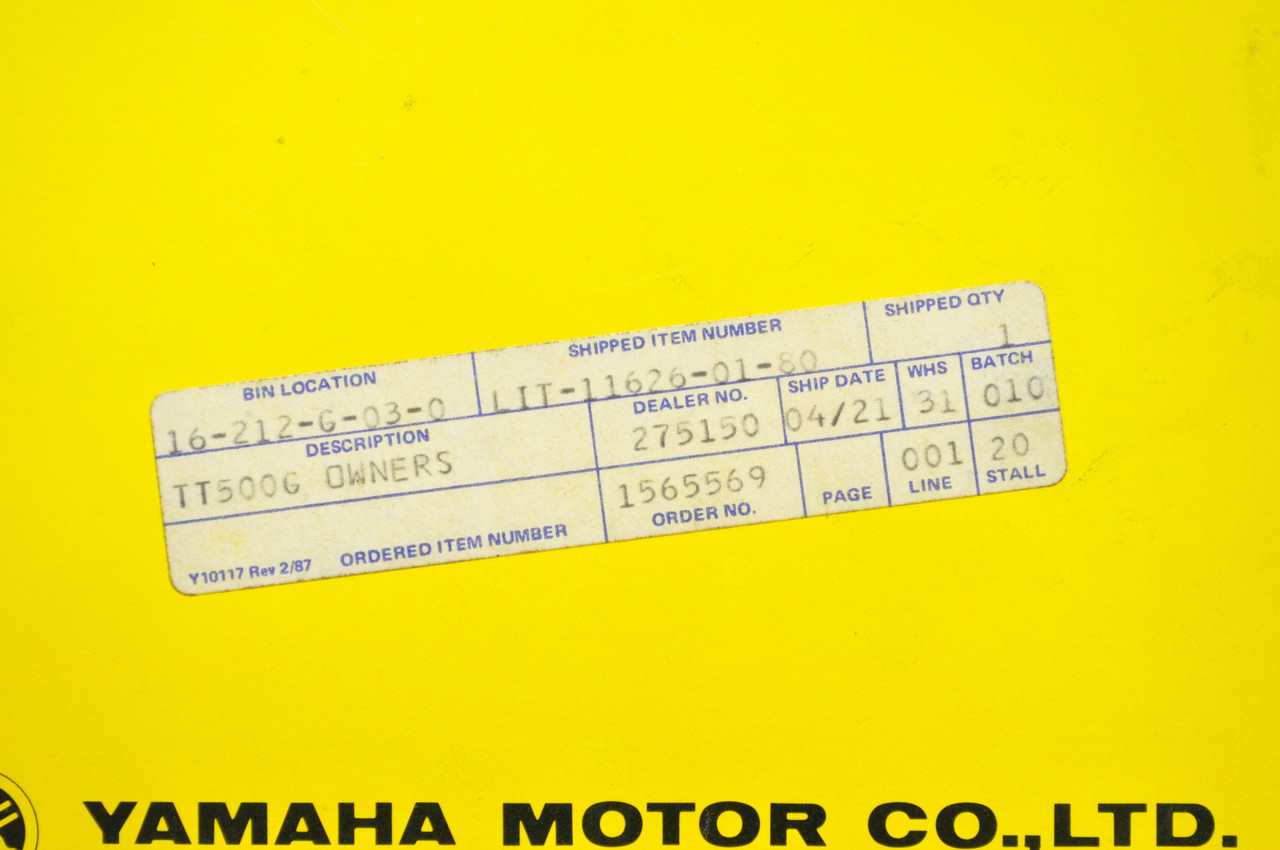 BIN LOCATION SHIPPED ITEM NUMBER SHIPPED QTY
16-212-G-03-0 LIT-11626-01-80 1
DESCRIPTION DEALER NO. SHIP DATE WHS BATCH
TT500G OWNERS 275150 04/21 31 010
1565569 001 20
Y10117 Rev 2/87 ORDERED ITEM NUMBER ORDER NO. PAGE LINE STALL
YAMAHA MOTOR CO.,LTD.